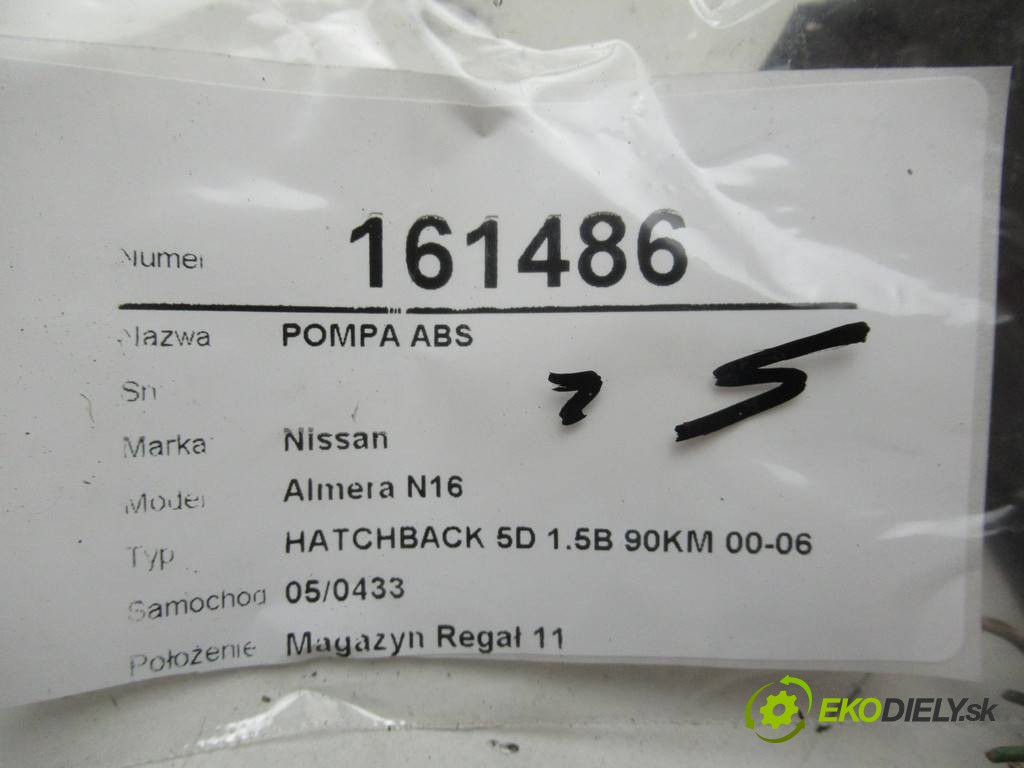 Numer 161486
Nazwa POMPA ABS
Sn
Marka Nissan
Model Almera N16
Typ HATCHBACK 5D 1.5B 90KM 00-06
Samochod 05/0433
Położenie Magazyn Regał 11
EKODIELY.sk